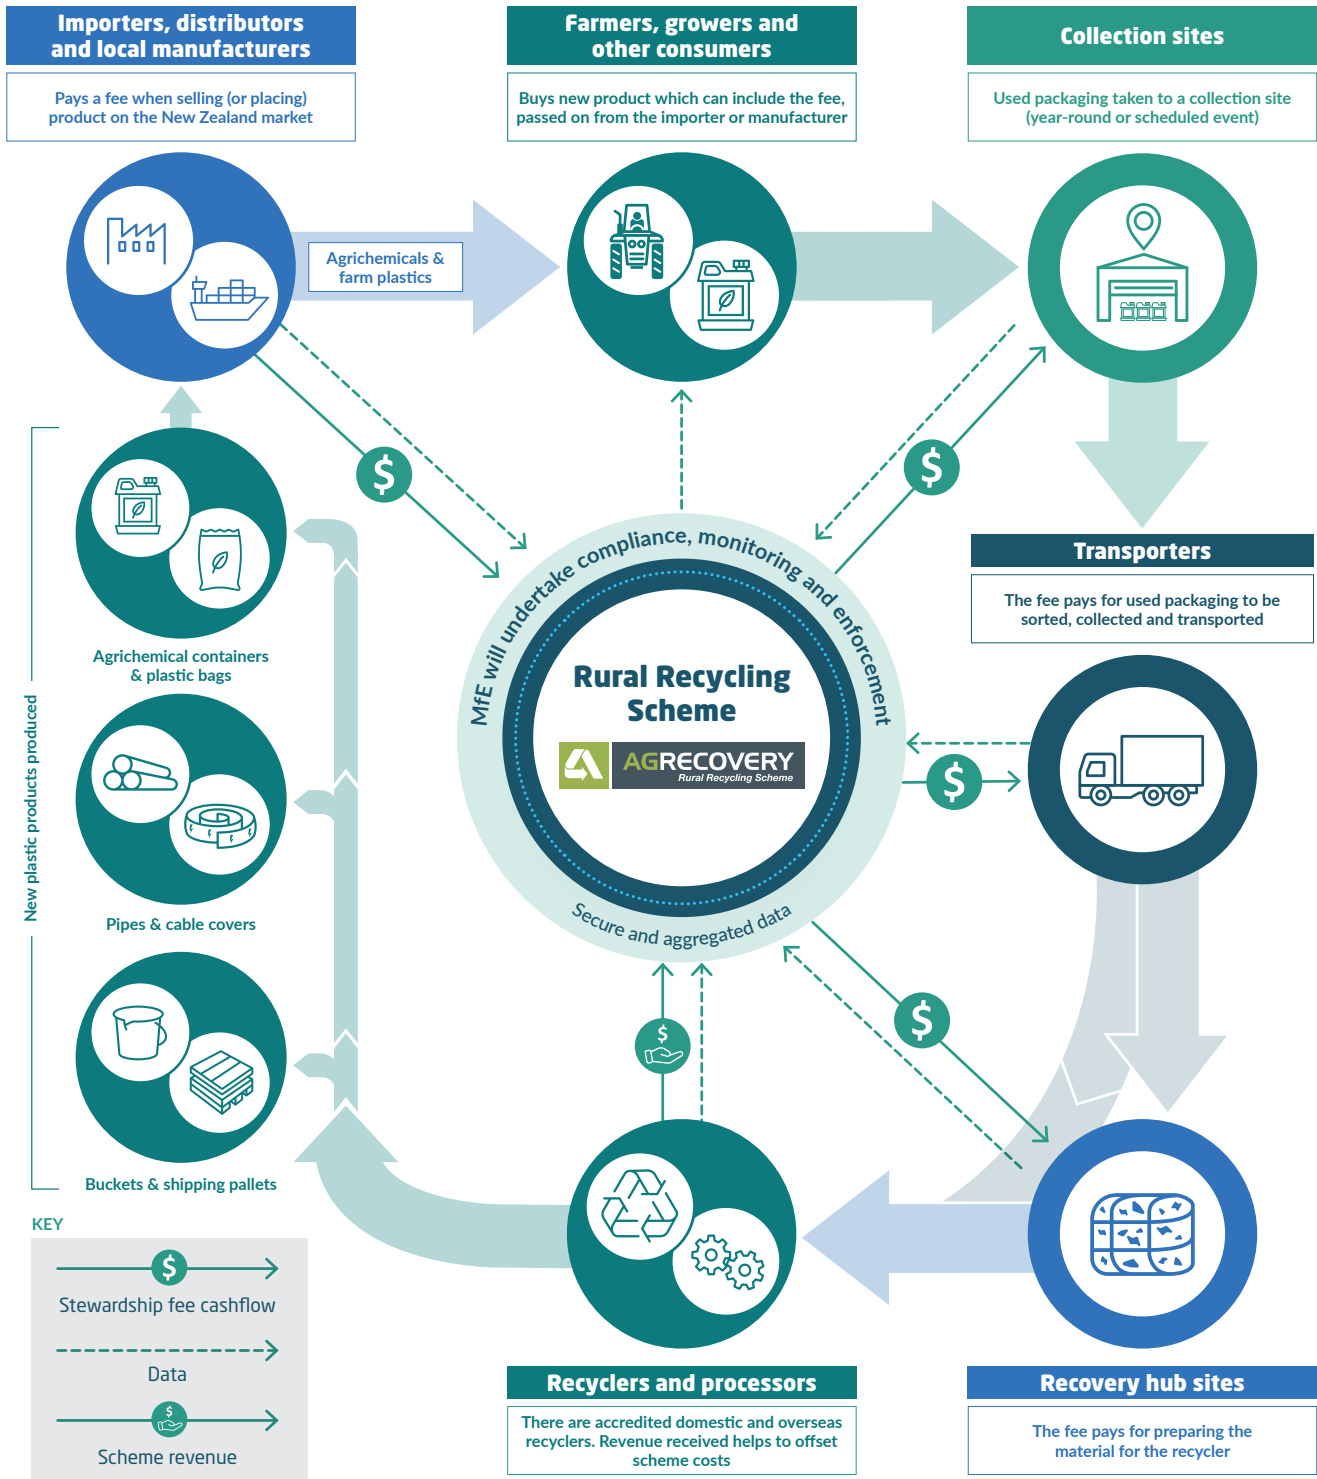 Importers, distributors
and local manufacturers
Pays a fee when selling (or placing)
product on the New Zealand market
Farmers, growers and
other consumers
Buys new product which can include the fee,
passed on from the importer or manufacturer
Collection sites
Used packaging taken to a collection site
(year-round or scheduled event)
Agrichemicals &
farm plastics
$
$
Transporters
The fee pays for used packaging to be
sorted, collected and transported
MfE will undertake compliance, monitoring and enforcement
Rural Recycling
Scheme
AGRECOVERY
Rural Recycling Scheme
Secure and aggregated data
$
$
$
New plastic products produced
Agrichemical containers
& plastic bags
Pipes & cable covers
Buckets & shipping pallets
KEY
$
Stewardship fee cashflow
Data
$
Scheme revenue
Recyclers and processors
There are accredited domestic and overseas
recyclers. Revenue received helps to offset
scheme costs
Recovery hub sites
The fee pays for preparing the
material for the recycler